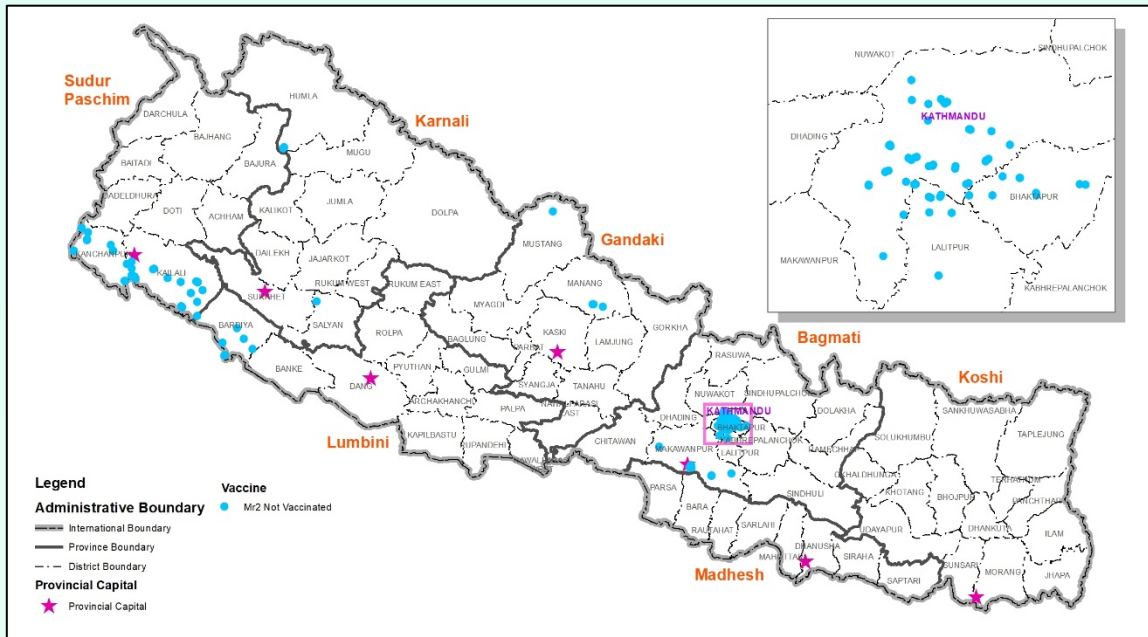 Sudur
Paschim
DARCHULA
BAJHANG
BAITADI
BAJURA
DADELDHURA
DOTI
ACHHAM
KANCHANPUR
KAILALI
HUMLA
Karnali
MUGU
KALIKOT
JUMLA
DOLPA
DAILEKH
JAJARKOT
RUKUM WEST
SURKHET
SALYAN
RUKUM EAST
ROLPA
BARDIYA
BANKE
DANG
PYUTHAN
GULMI
ARGHAKHANCHI
PALPA
KAPILBASTU
RUPANDEHI
Lumbini
MUSTANG
Gandaki
MANANG
MYAGDI
KASKI
BAGLUNG
PARBAT
LAMJUNG
GORKHA
SYANGJA
TANAHU
EAST
Bagmati
RASUWA
NUWAKOT
SINDHUPALCHOK
DHADING
KATHMANDU
BHAKTAPUR
DOLAKHA
KABHREPALANCHOK
RAMECHHAP
CHITAWAN
MAKAWANPUR
LALITPUR
SINDHULI
Koshi
SANKHUWASABHA
TAPLEJUNG
SOLUKHUMBU
OKHALDHUNGA
KHOTANG
BHOJPUR
TERHATHUM
PANCHTHAR
DHANKUTA
ILAM
UDAYAPUR
SUNSARI
MORANG
JHAPA
PARSA
BARA
RAUTAHAT
SARLAHI
MAHOTTARI
DHANUSHA
SIRAHA
SAPTARI
Madhesh
NUWAKOT
SINDHUPALCHOK
KATHMANDU
DHADING
BHAKTAPUR
LALITPUR
MAKAWANPUR
KABHREPALANCHOK
Legend
Administrative Boundary
International Boundary
Province Boundary
District Boundary
Provincial Capital
Provincial Capital
Vaccine
Mr2 Not Vaccinated